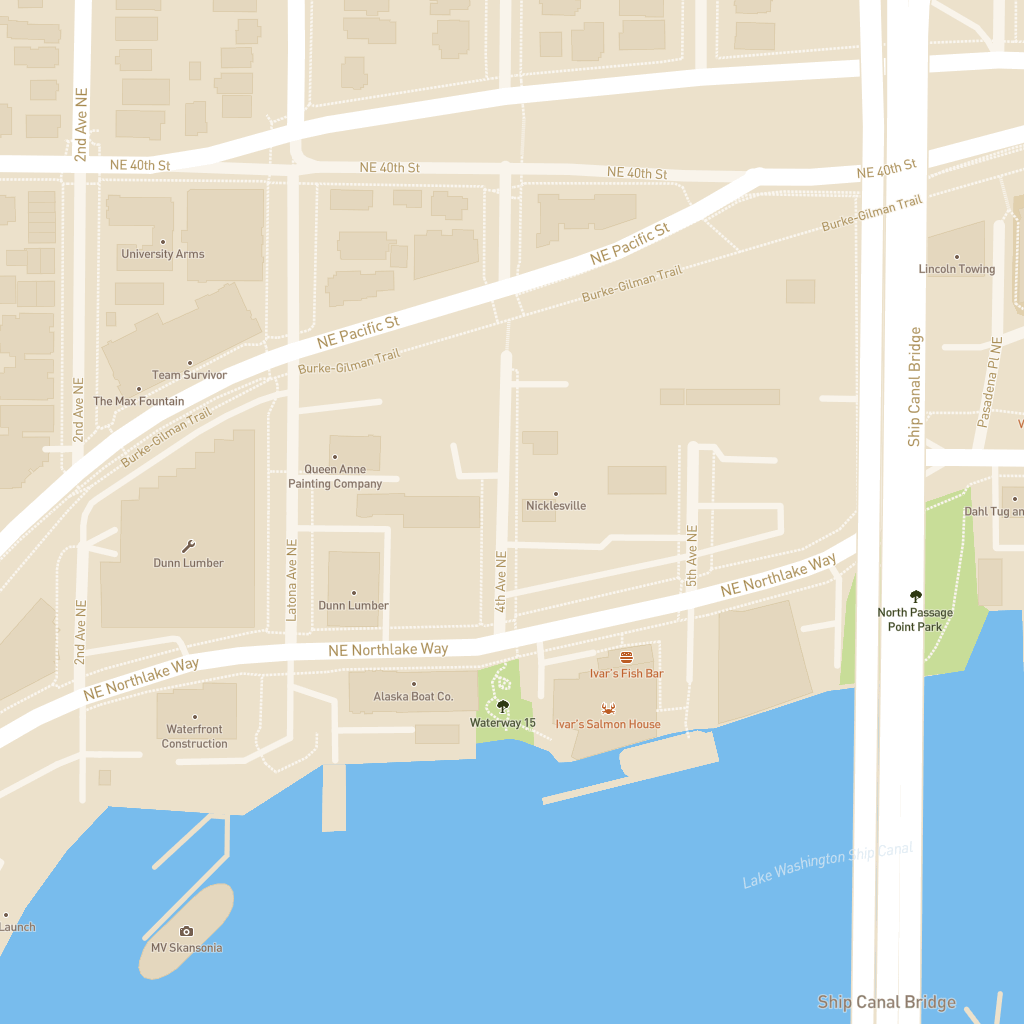 2nd Ave NE
NE 40th St
NE 40th St
NE 40th St
NE 40th St
Burke-Gilman Trail
NE Pacific St
University Arms
Lincoln Towing
Burke-Gilman Trail
NE Pacific St
Ship Canal Bridge
Burke-Gilman Trail
Team Survivor
The Max Fountain
2nd Ave NE
Pasadena Pl NE
Burke-Gilman Trail
Queen Anne
Painting Company
Nicklesville
Dahl Tug an
Dunn Lumber
Latona Ave NE
4th Ave NE
5th Ave NE
NE Northlake Way
Dunn Lumber
North Passage
Point Park
2nd Ave NE
NE Northlake Way
NE Northlake Way
Ivar's Fish Bar
Alaska Boat Co.
Waterway 15
Ivar's Salmon House
Waterfront
Construction
Lake Washington Ship Canal
Launch
MV Skansonia
Ship Canal Bridge